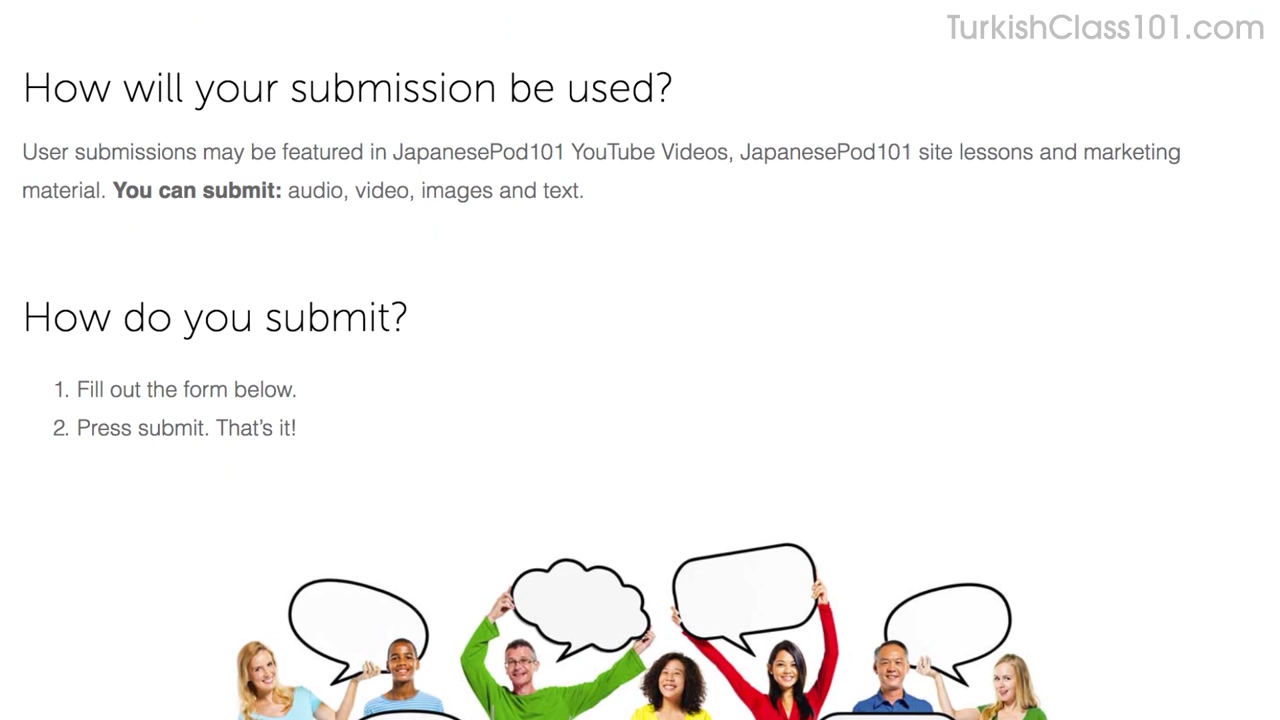 TurkishClass101.com
How will your submission be used?
User submissions may be featured in JapanesePod101 YouTube Videos, JapanesePod101 site lessons and marketing
material. You can submit: audio, video, images and text.
How do you submit?
1. Fill out the form below.
2. Press submit. That's it!